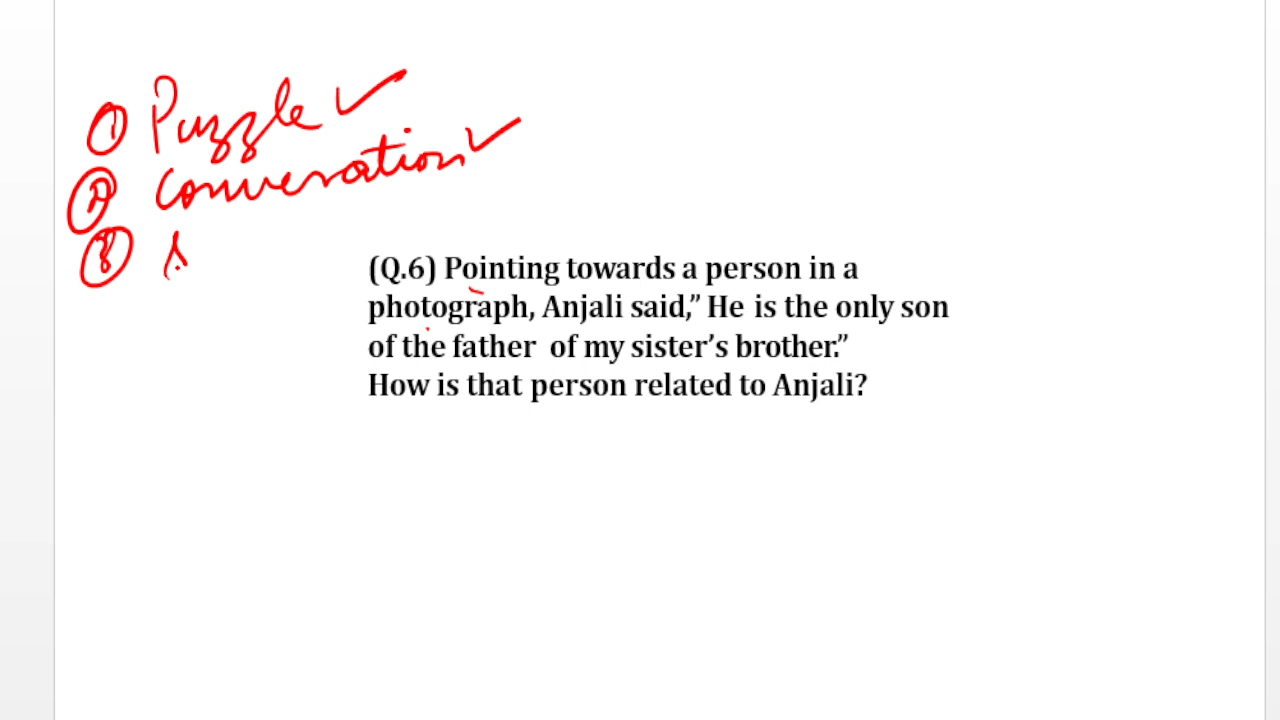 ① Puzzle ✓
② Conversation ✓
③
(Q.6) Pointing towards a person in a
photograph, Anjali said,” He is the only son
of the father of my sister’s brother.”
How is that person related to Anjali?